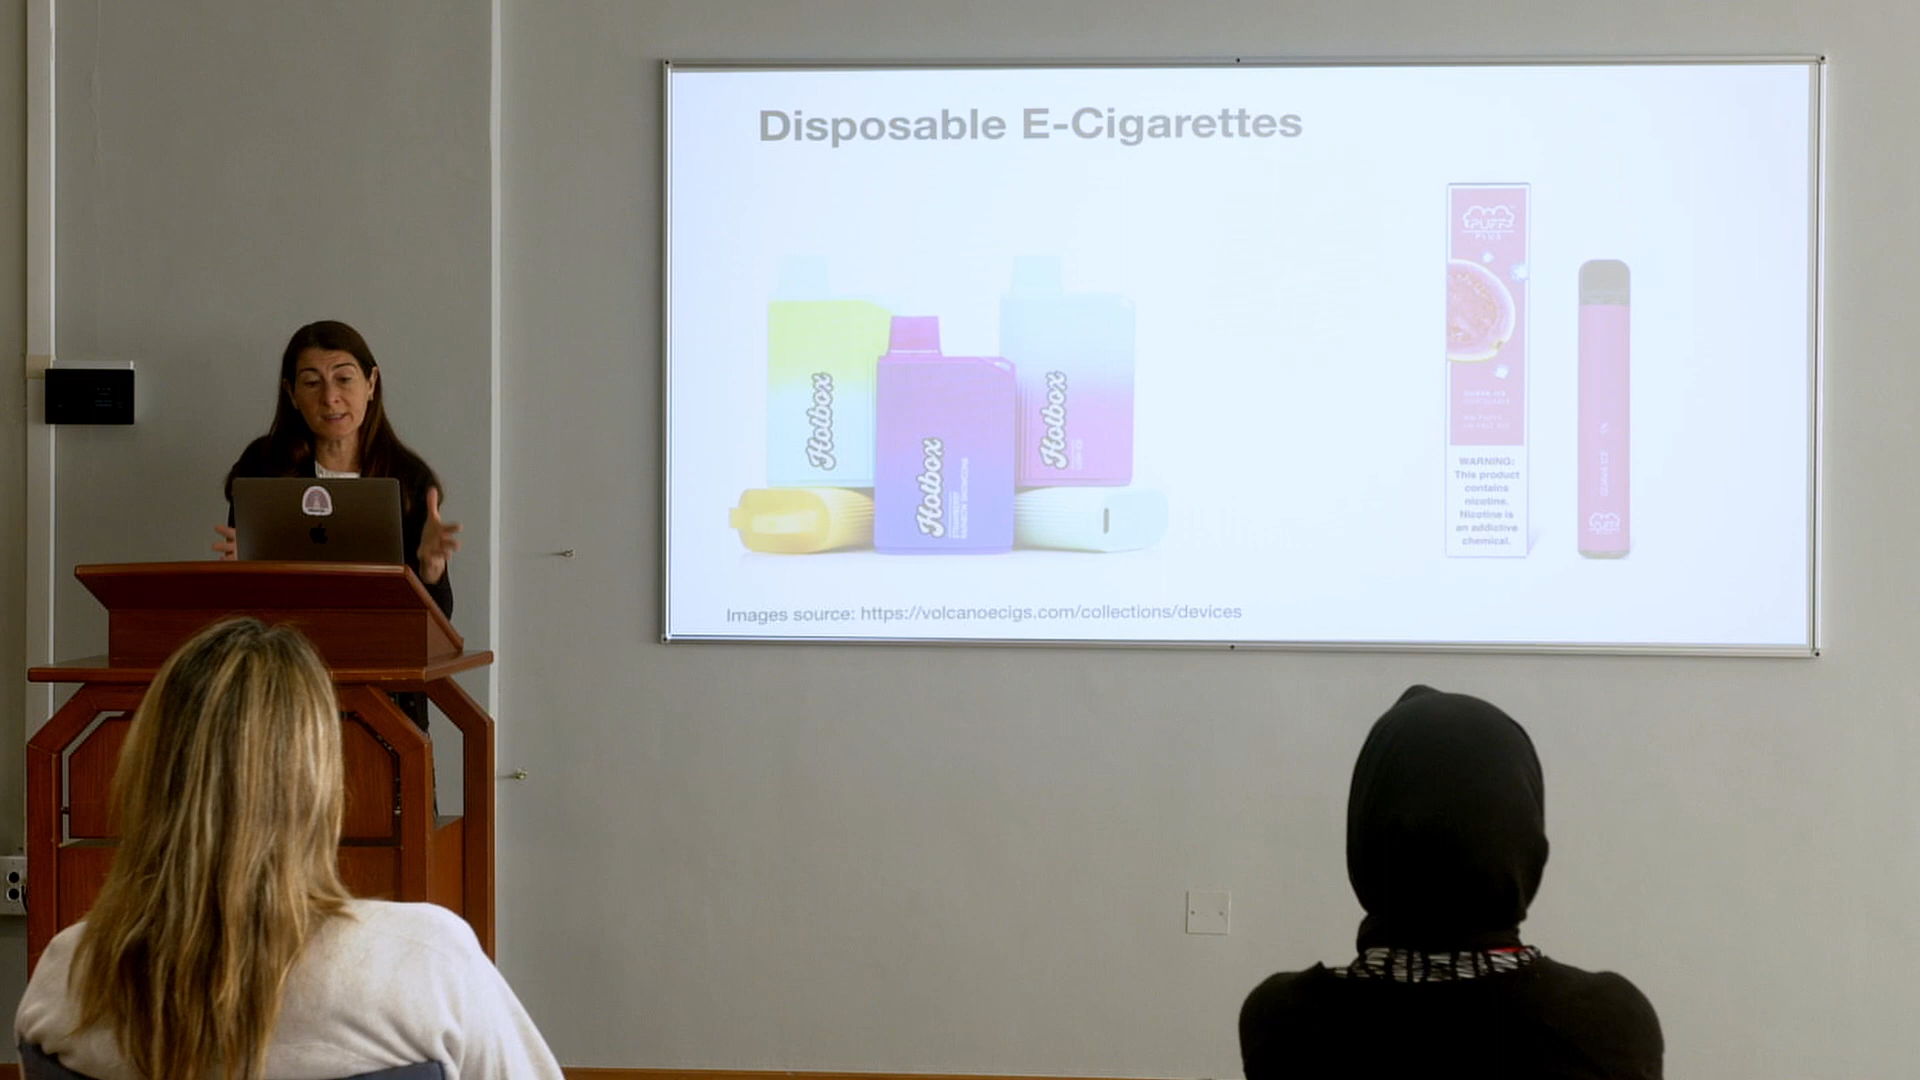 Disposable E-Cigarettes
PUFF
PLUS
Hotbox
Hotbox
Hotbox
WARNING:
This product
contains
nicotine.
Nicotine is
an addictive
chemical.
Images source: https://volcanoecigs.com/collections/devices